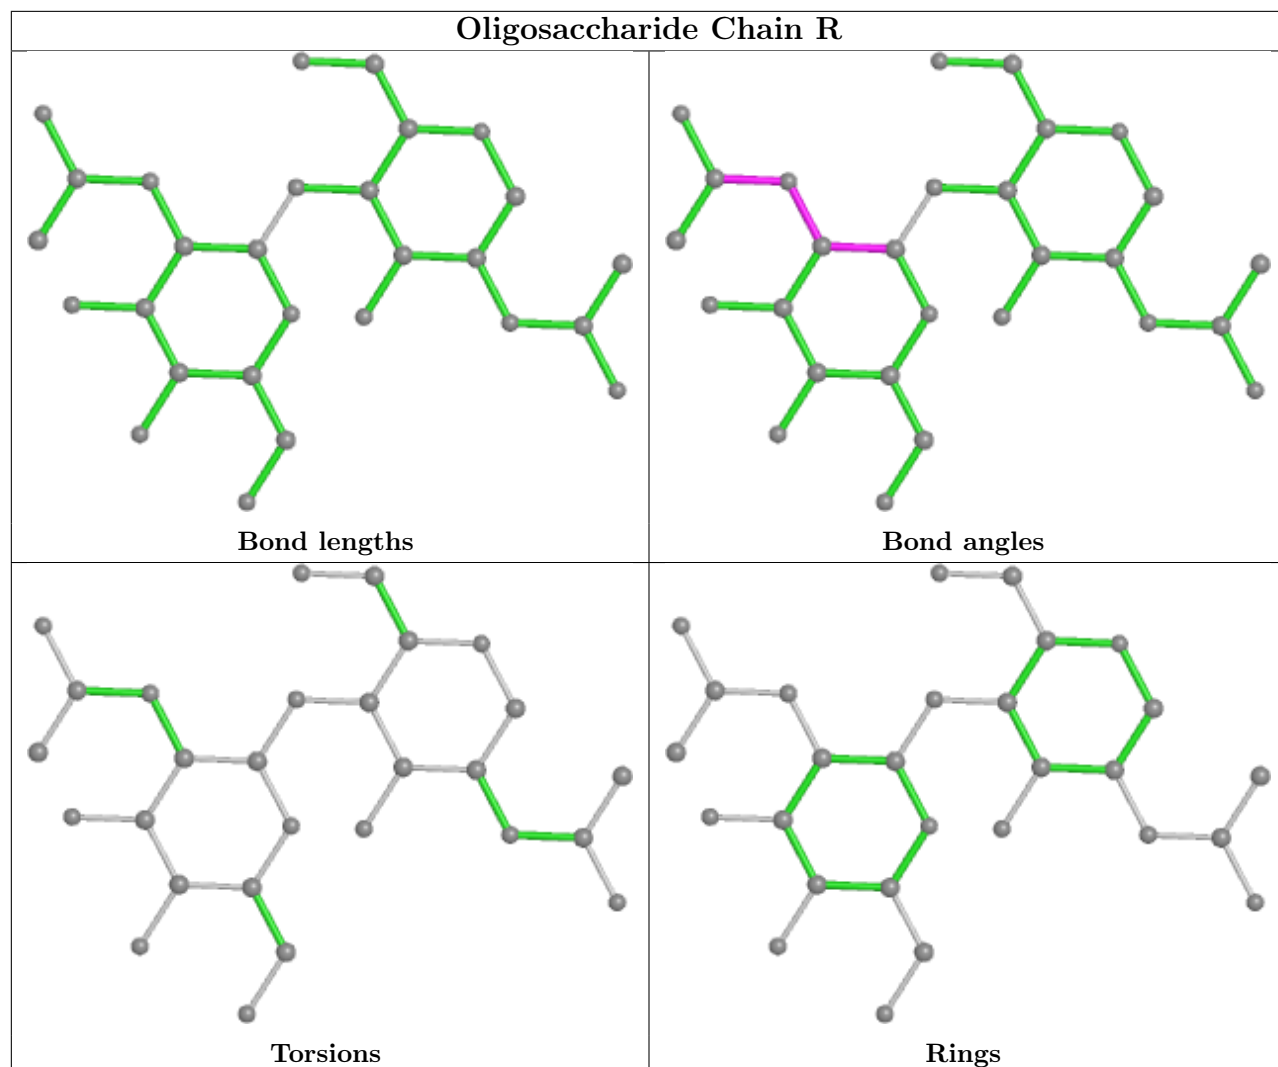 Oligosaccharide Chain R
Bond lengths
Bond angles
Torsions
Rings